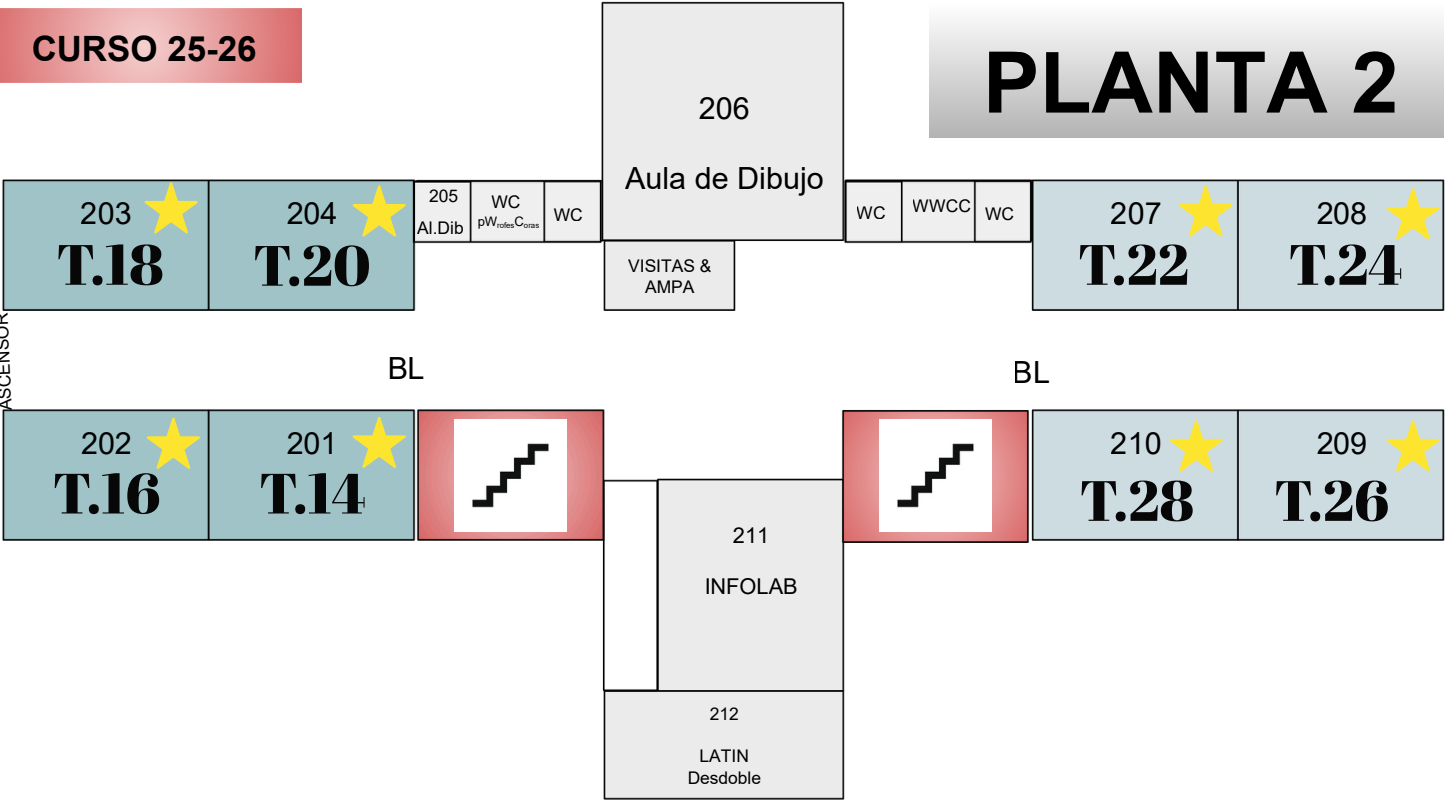 CURSO 25-26
PLANTA 2
206
Aula de Dibujo
203
T.18
204
T.20
205
Al.Dib
WC
WC
WC
WWCC
WC
207
T.22
208
T.24
VISITAS &
AMPA
ASCENSOR
BL
BL
202
T.16
201
T.14
210
T.28
209
T.26
211
INFOLAB
212
LATIN
Desdoble